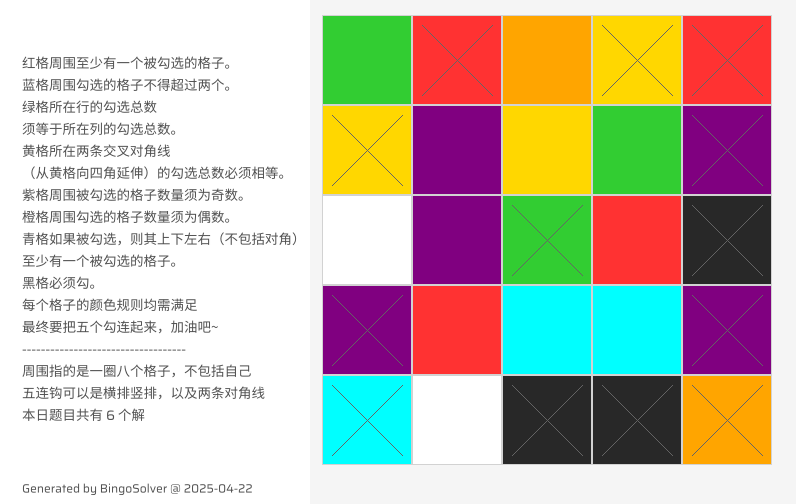 红格周围至少有一个被勾选的格子。
蓝格周围勾选的格子不得超过两个。
绿格所在行的勾选总数
须等于所在列的勾选总数。
黄格所在两条交叉对角线
（从黄格向四角延伸）的勾选总数必须相等。
紫格周围被勾选的格子数量须为奇数。
橙格周围勾选的格子数量须为偶数。
青格如果被勾选，则其上下左右（不包括对角）
至少有一个被勾选的格子。
黑格必须勾。
每个格子的颜色规则均需满足
最终要把五个勾连起来，加油吧~
-----------------------------------
周围指的是一圈八个格子，不包括自己
五连钩可以是横排竖排，以及两条对角线
本日题目共有 6 个解
Generated by BingoSolver @ 2025-04-22